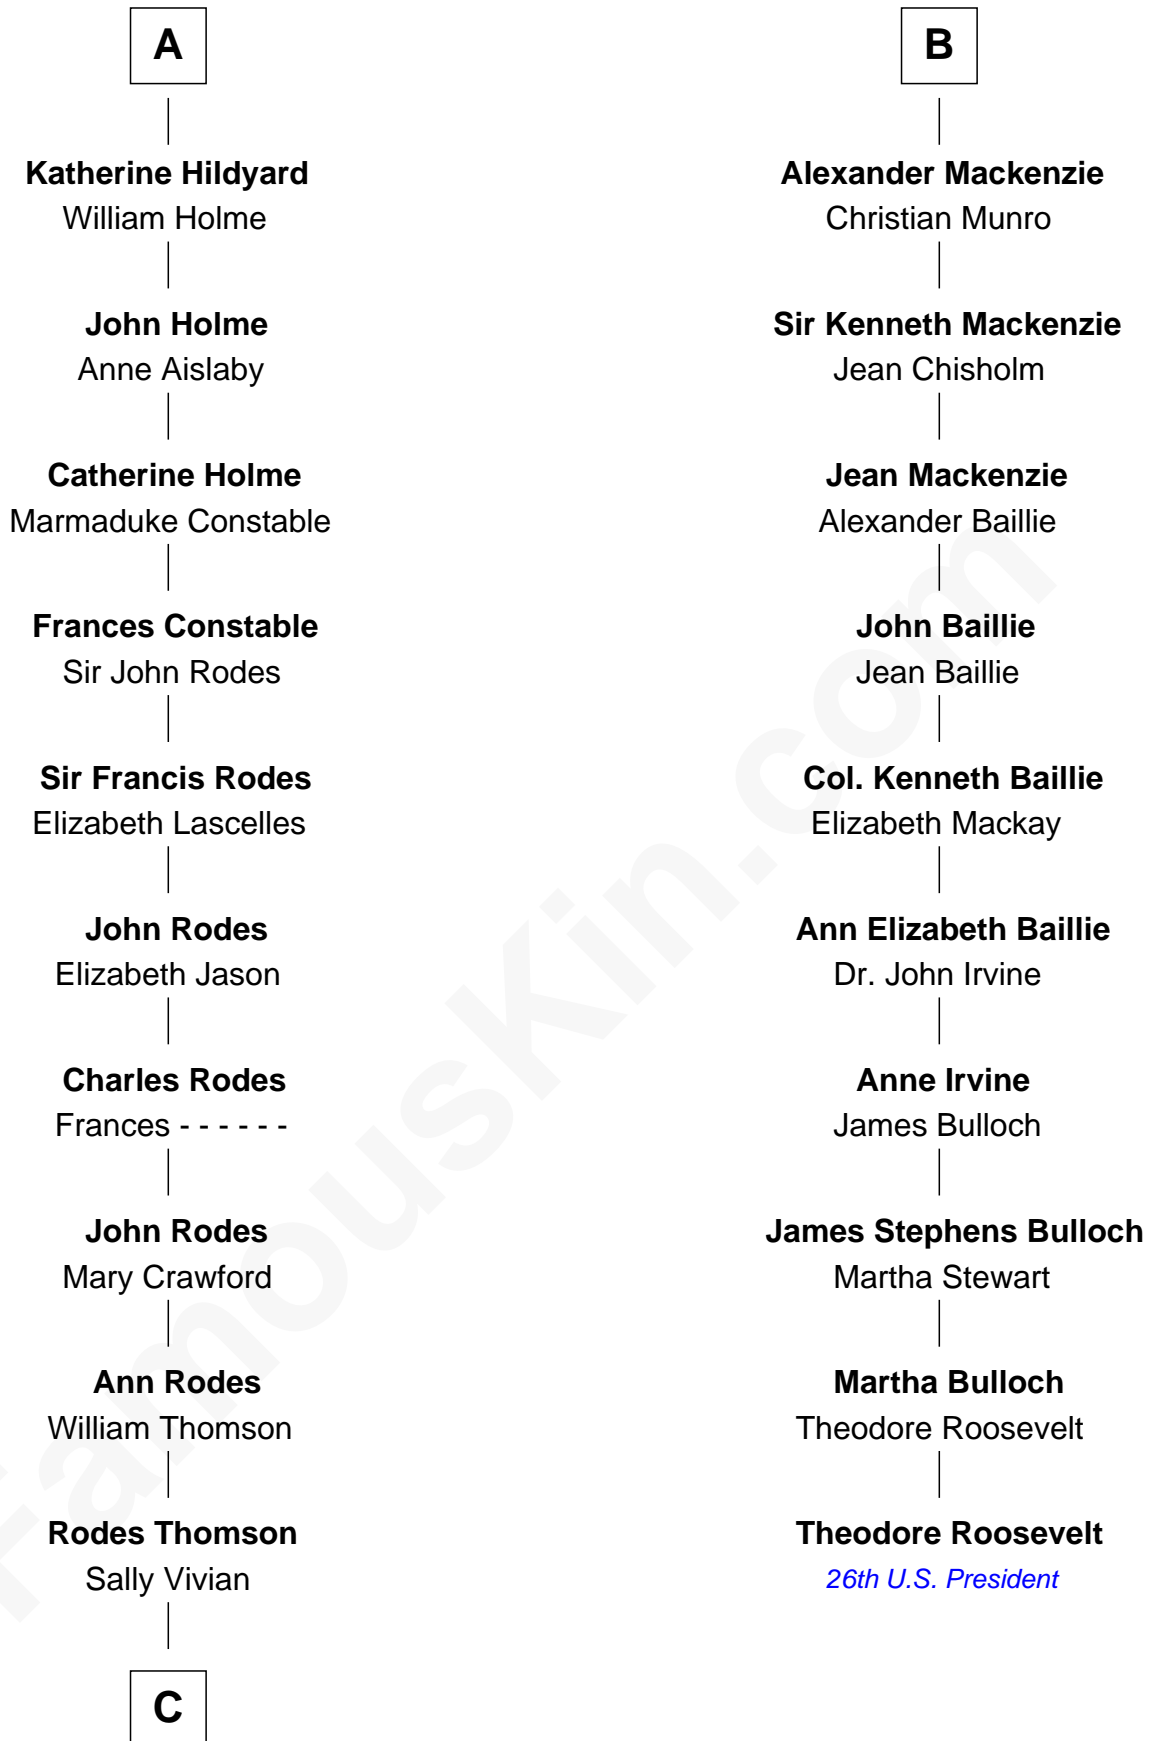 A
Katherine Hildyard
William Holme
John Holme
Anne Aislaby
Catherine Holme
Marmaduke Constable
Frances Constable
Sir John Rodes
Sir Francis Rodes
Elizabeth Lascelles
John Rodes
Elizabeth Jason
Charles Rodes
Frances - - - - - -
John Rodes
Mary Crawford
Ann Rodes
William Thomson
Rodes Thomson
Sally Vivian
C
B
Alexander Mackenzie
Christian Munro
Sir Kenneth Mackenzie
Jean Chisholm
Jean Mackenzie
Alexander Baillie
John Baillie
Jean Baillie
Col. Kenneth Baillie
Elizabeth Mackay
Ann Elizabeth Baillie
Dr. John Irvine
Anne Irvine
James Bulloch
James Stephens Bulloch
Martha Stewart
Martha Bulloch
Theodore Roosevelt
Theodore Roosevelt
26th U.S. President
FamousKin.com